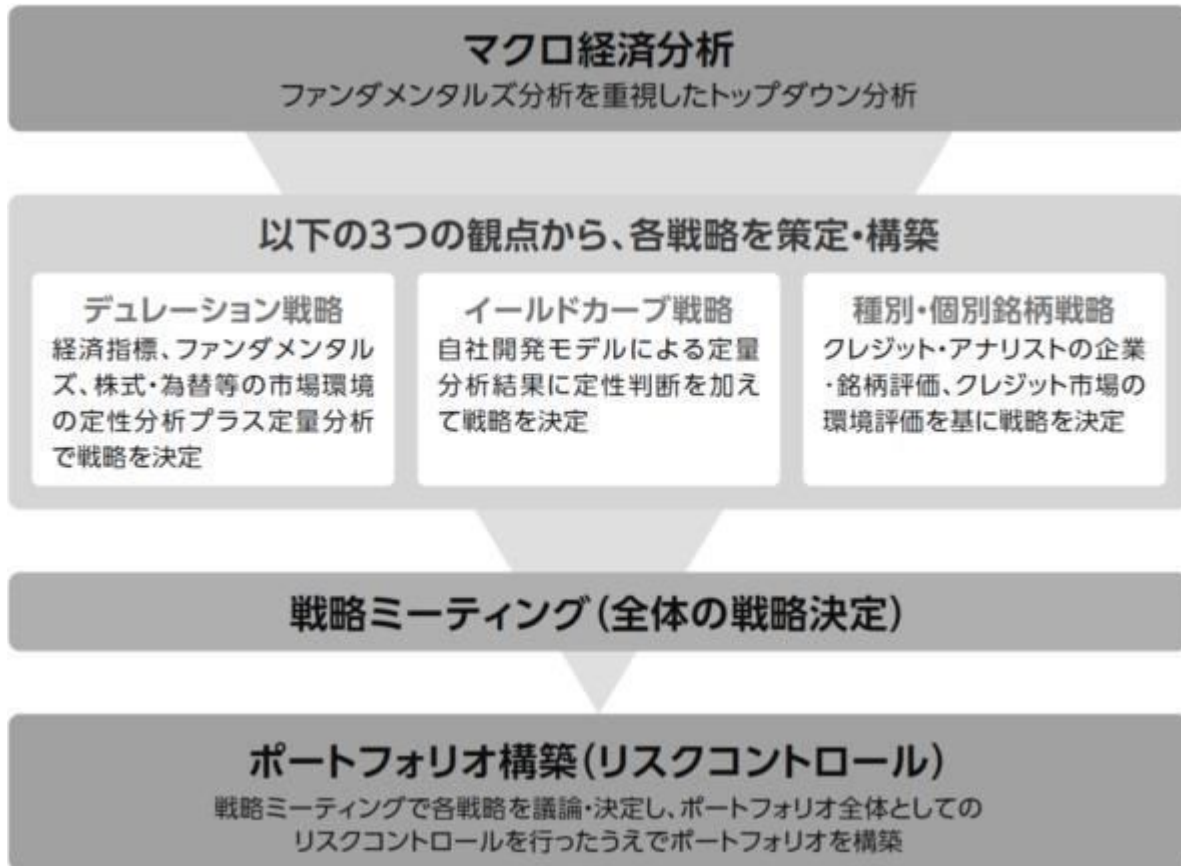 マクロ経済分析
ファンダメンタルズ分析を重視したトップダウン分析
以下の3つの観点から、各戦略を策定・構築
デュレーション戦略
経済指標、ファンダメンタル
ズ、株式・為替等の市場環境
の定性分析プラス定量分析
で戦略を決定
イールドカーブ戦略
自社開発モデルによる定量
分析結果に定性判断を加え
て戦略を決定
種別・個別銘柄戦略
クレジット・アナリストの企業
・銘柄評価、クレジット市場の
環境評価を基に戦略を決定
戦略ミーティング(全体の戦略決定)
ポートフォリオ構築(リスクコントロール)
戦略ミーティングで各戦略を議論・決定し、ポートフォリオ全体としての
リスクコントロールを行ったうえでポートフォリオを構築